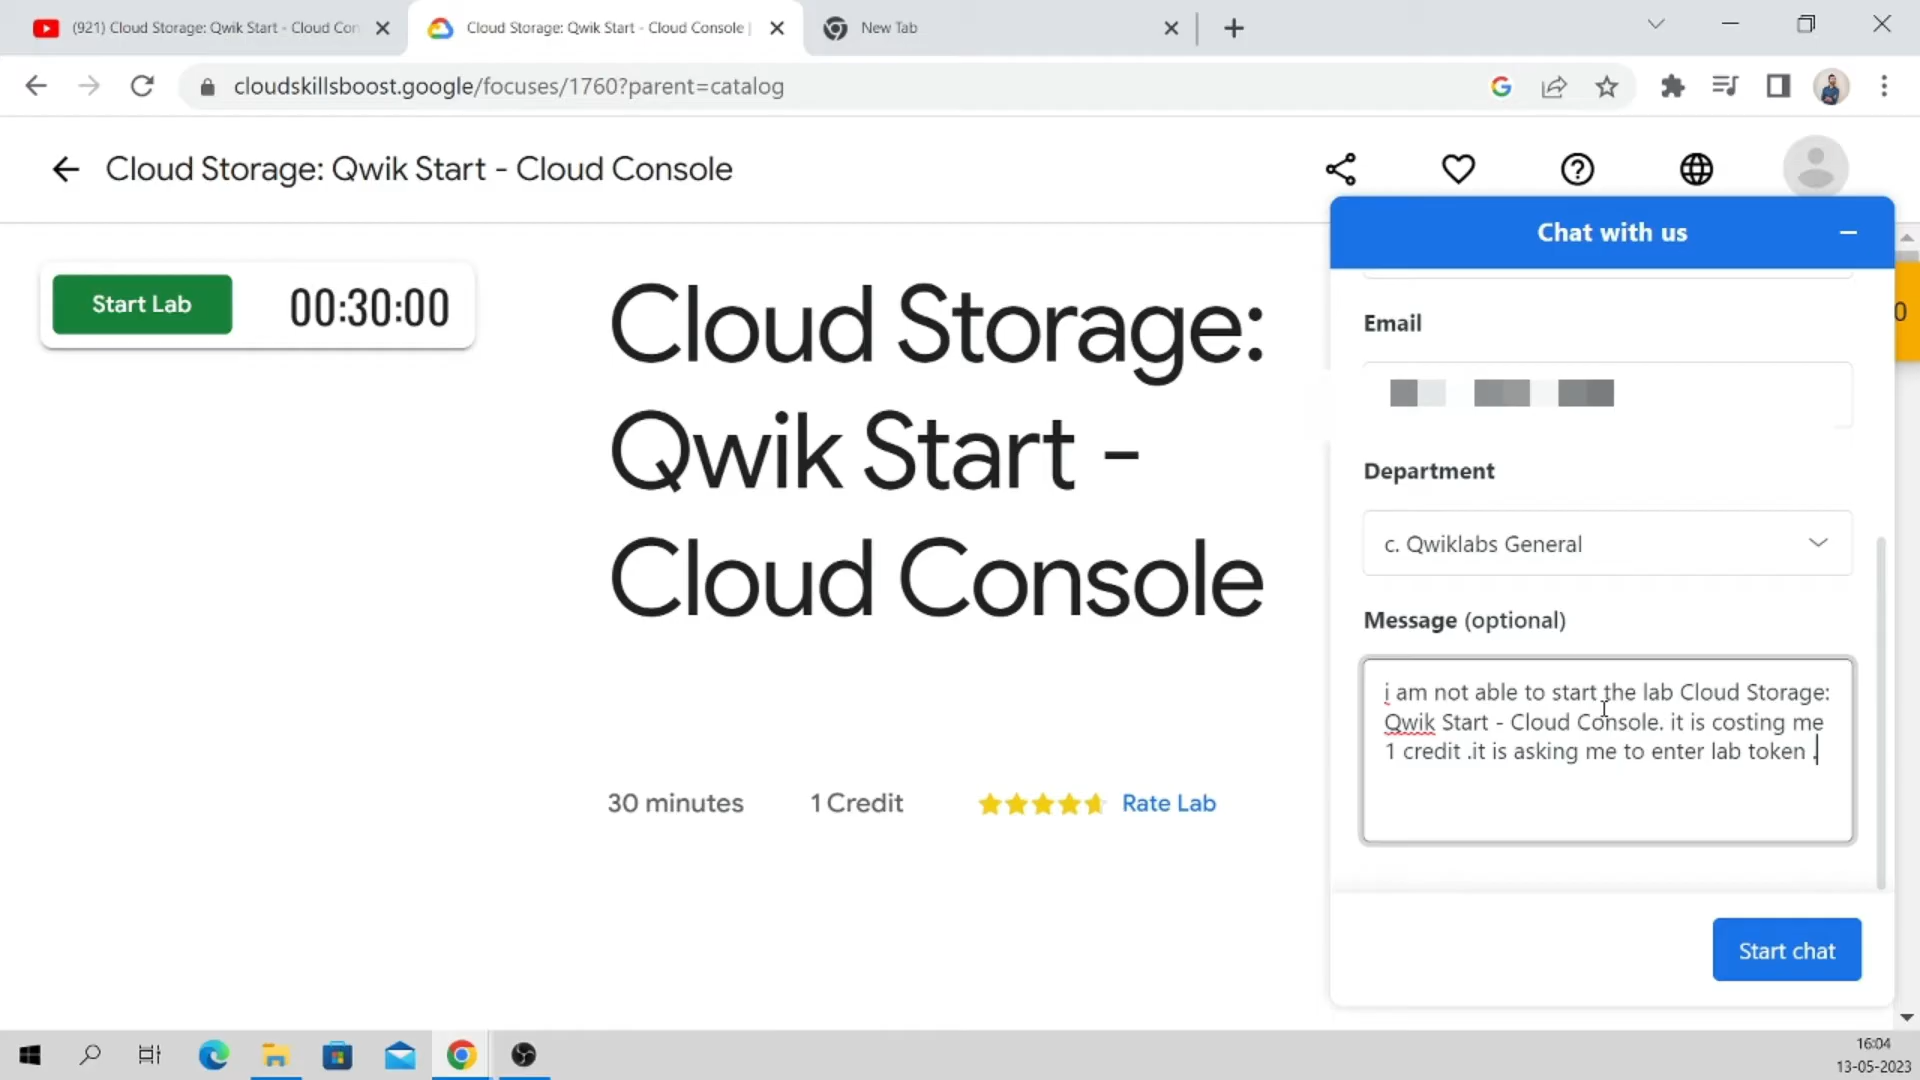 (921) Cloud Storage: Qwik Start - Cloud Con
Cloud Storage: Qwik Start - Cloud Console |
New Tab
cloudskillsboost.google/focuses/1760?parent=catalog
Cloud Storage: Qwik Start - Cloud Console
Chat with us
Start Lab
00:30:00
0
Cloud Storage:
Qwik Start -
Cloud Console
30 minutes
1 Credit
Rate Lab
Email
Department
c. Qwiklabs General
Message (optional)
i am not able to start the lab Cloud Storage:
Qwik Start - Cloud Console. it is costing me
1 credit .it is asking me to enter lab token .
Start chat
16:04
13-05-2023